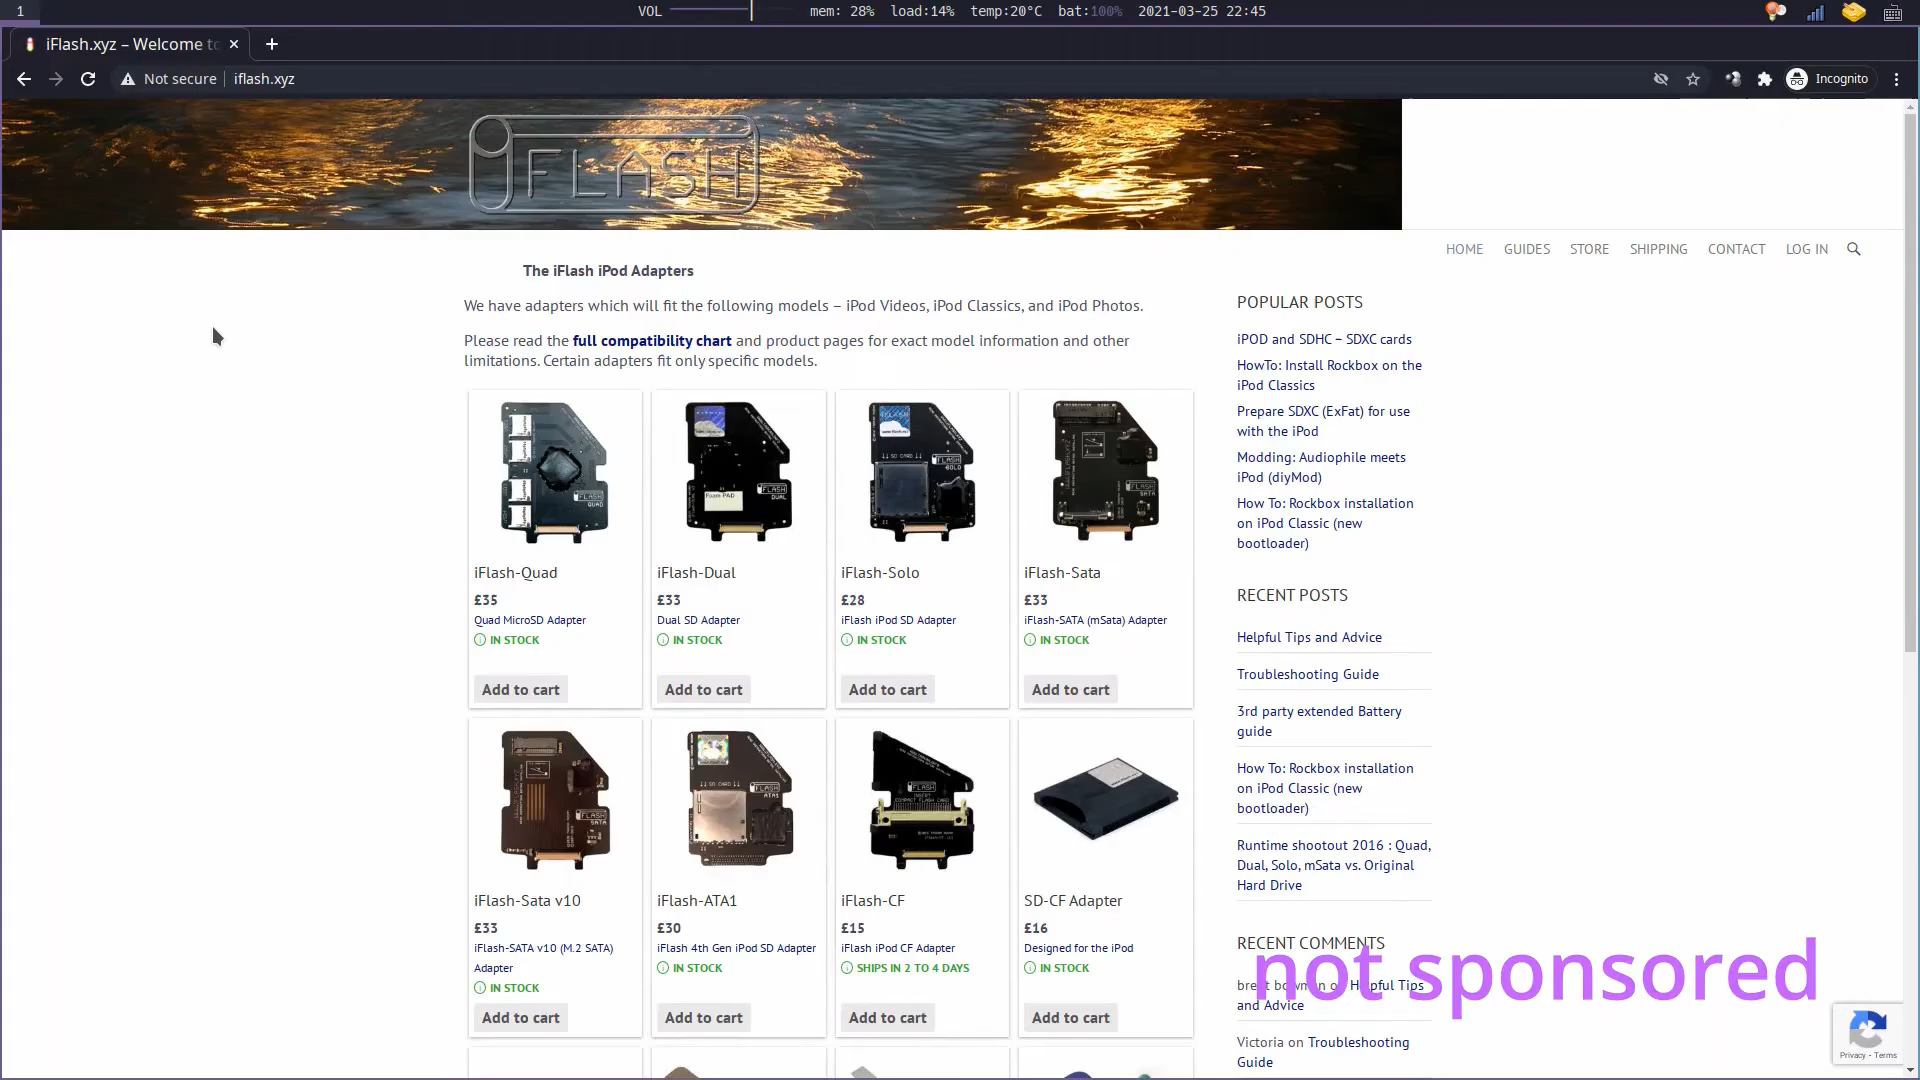 1
VOL
mem: 28% load:14% temp:20°C bat:100% 2021-03-25 22:45
iFlash.xyz – Welcome to
Not secure iflash.xyz
Incognito
iFLASH
HOME GUIDES STORE SHIPPING CONTACT LOG IN
The iFlash iPod Adapters
We have adapters which will fit the following models – iPod Videos, iPod Classics, and iPod Photos.
Please read the full compatibility chart and product pages for exact model information and other
limitations. Certain adapters fit only specific models.
iFlash-Quad
£35
Quad MicroSD Adapter
IN STOCK
Add to cart
iFlash-Dual
£33
Dual SD Adapter
IN STOCK
Add to cart
iFlash-Solo
£28
iFlash iPod SD Adapter
IN STOCK
Add to cart
iFlash-Sata
£33
iFlash-SATA (mSata) Adapter
IN STOCK
Add to cart
iFlash-Sata v10
£33
iFlash-SATA v10 (M.2 SATA)
Adapter
IN STOCK
Add to cart
iFlash-ATA1
£30
iFlash 4th Gen iPod SD Adapter
IN STOCK
Add to cart
iFlash-CF
£15
iFlash iPod CF Adapter
SHIPS IN 2 TO 4 DAYS
Add to cart
SD-CF Adapter
£16
Designed for the iPod
IN STOCK
Add to cart
POPULAR POSTS
iPOD and SDHC – SDXC cards
HowTo: Install Rockbox on the
iPod Classics
Prepare SDXC (ExFat) for use
with the iPod
Modding: Audiophile meets
iPod (diyMod)
How To: Rockbox installation
on iPod Classic (new
bootloader)
RECENT POSTS
Helpful Tips and Advice
Troubleshooting Guide
3rd party extended Battery
guide
How To: Rockbox installation
on iPod Classic (new
bootloader)
Runtime shootout 2016 : Quad,
Dual, Solo, mSata vs. Original
Hard Drive
RECENT COMMENTS
not sponsored
Helpful Tips
and Advice
Victoria on Troubleshooting
Guide
Privacy - Terms